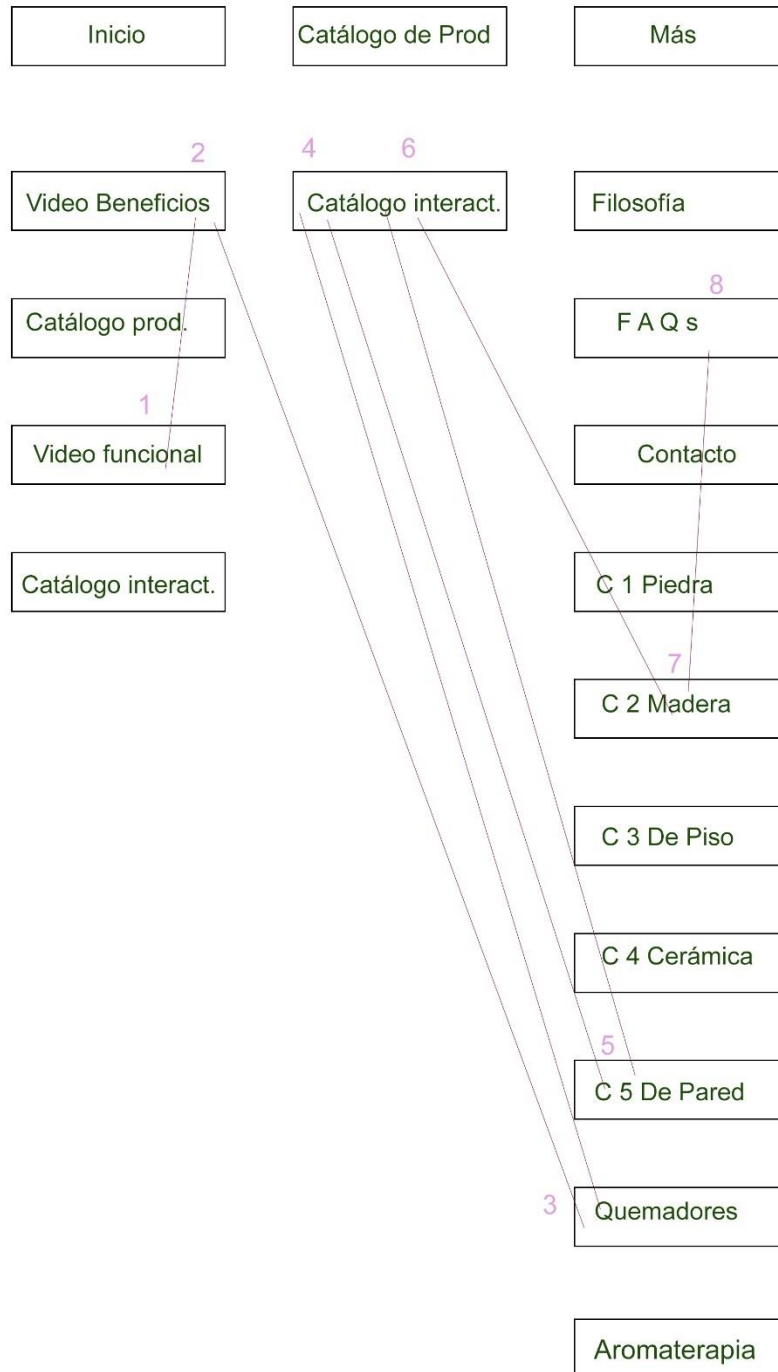 Inicio
Catálogo de Prod
Más
2
4
6
Video Beneficios
Catálogo interact.
Filosofía
8
Catálogo prod.
F A Q s
1
Video funcional
Contacto
Catálogo interact.
C 1 Piedra
7
C 2 Madera
C 3 De Piso
C 4 Cerámica
5
C 5 De Pared
3
Quemadores
Aromaterapia